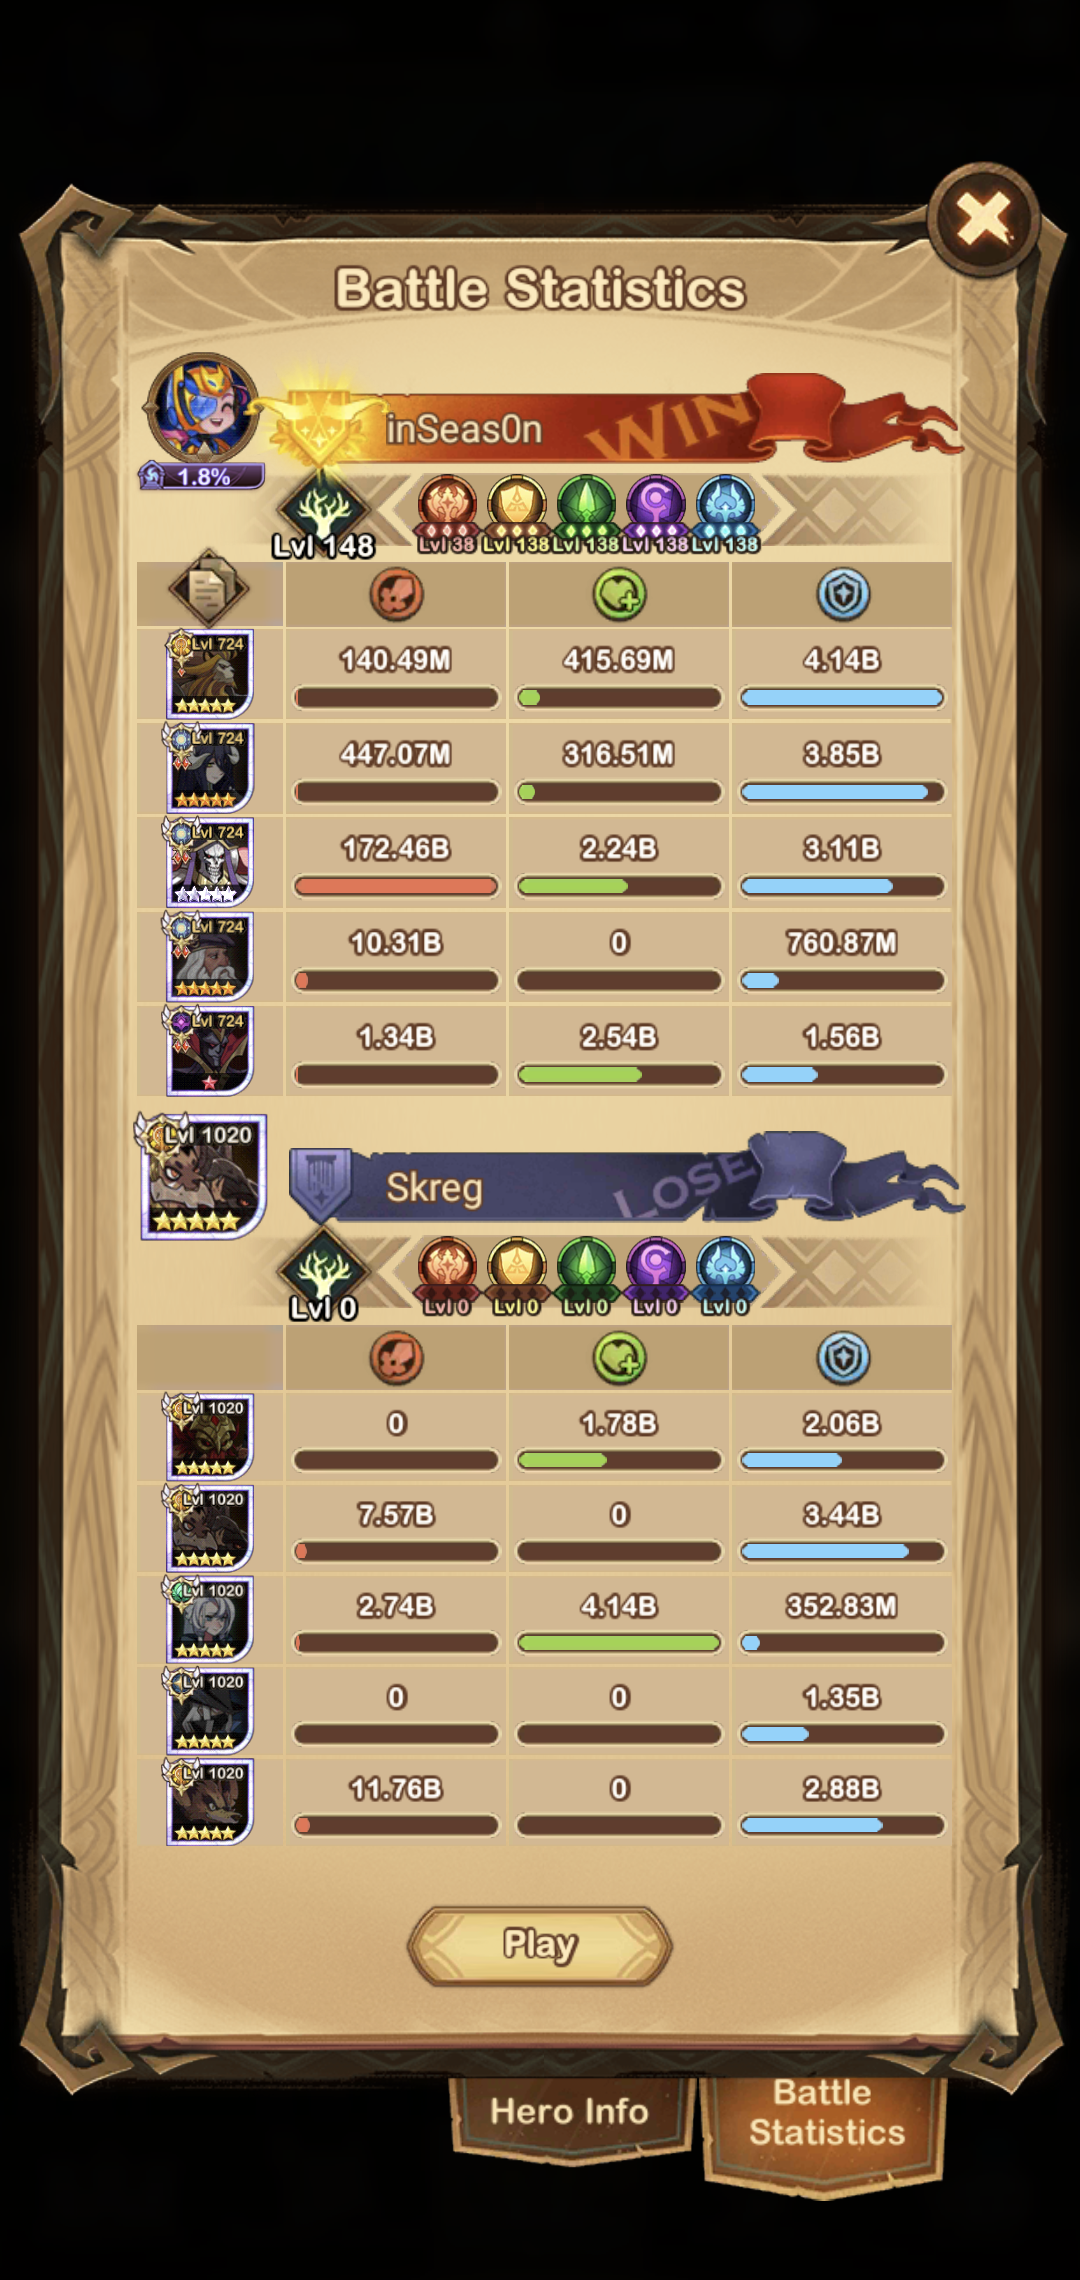 Battle Statistics
inSeas0n
WIN
1.8%
Lvl 148
Lvl 38 Lvl 138 Lvl 138 Lvl 138 Lvl 138
Lvl 724
140.49M 415.69M 4.14B
Lvl 724
447.07M 316.51M 3.85B
Lvl 724
172.46B 2.24B 3.11B
Lvl 724
10.31B 0 760.87M
Lvl 724
1.34B 2.54B 1.56B
Lvl 1020
Skreg
LOSE
Lvl 0
Lvl 0 Lvl 0 Lvl 0 Lvl 0 Lvl 0
Lvl 1020
0 1.78B 2.06B
Lvl 1020
7.57B 0 3.44B
Lvl 1020
2.74B 4.14B 352.83M
Lvl 1020
0 0 1.35B
Lvl 1020
11.76B 0 2.88B
Play
Hero Info
Battle
Statistics